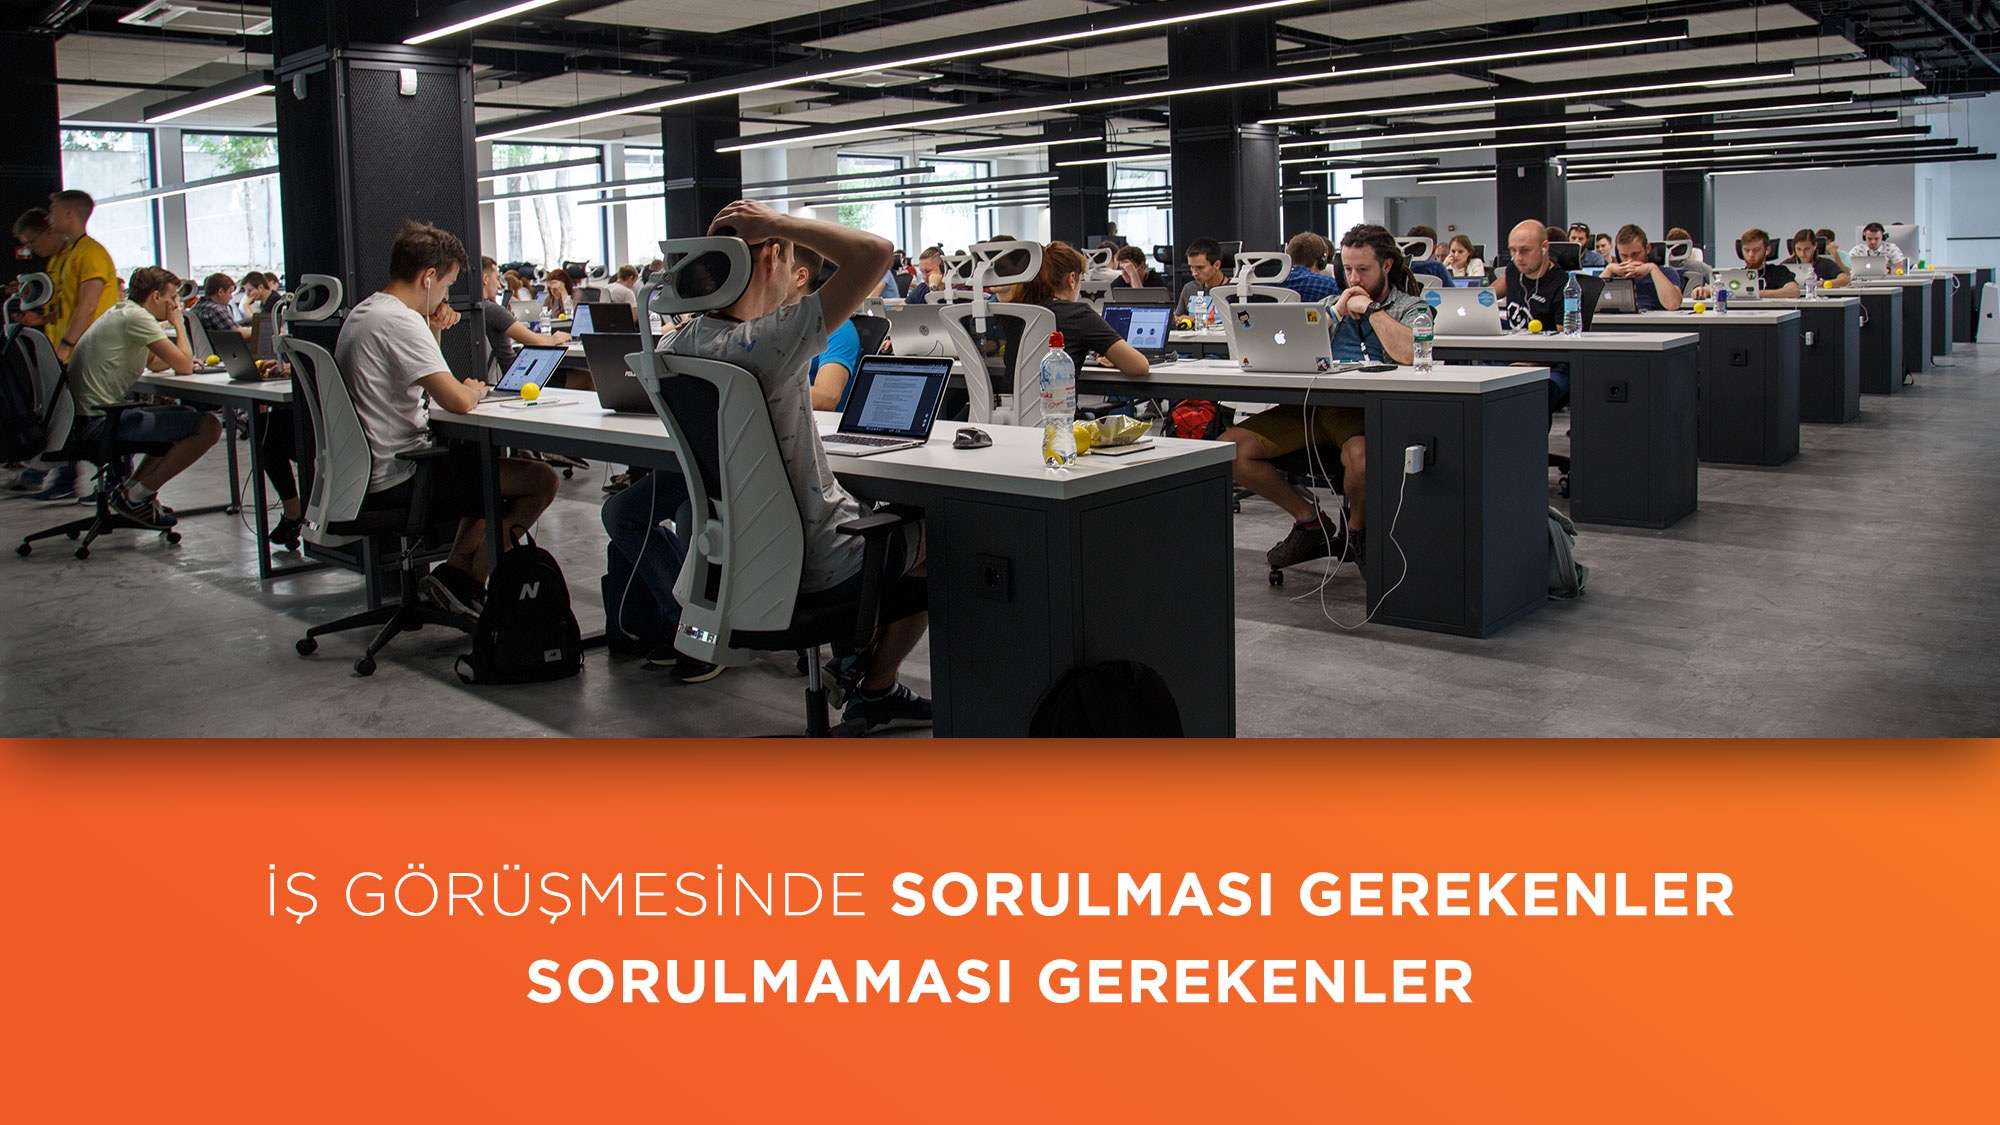 N
İŞ GÖRÜŞMESİNDE SORULMASI GEREKENLER
SORULMAMASI GEREKENLER